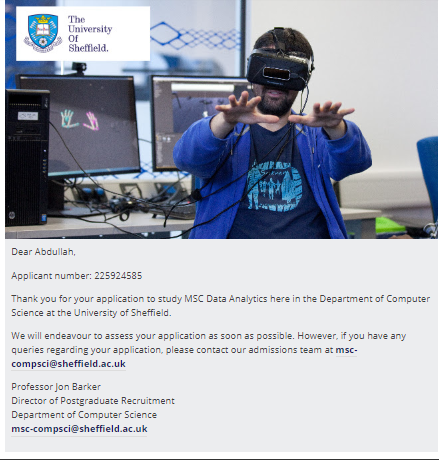 The
University
Of
Sheffield.
Dear Abdullah,
Applicant number: 225924585
Thank you for your application to study MSC Data Analytics here in the Department of Computer
Science at the University of Sheffield.
We will endeavour to assess your application as soon as possible. However, if you have any
queries regarding your application, please contact our admissions team at msc-
compsci@sheffield.ac.uk
Professor Jon Barker
Director of Postgraduate Recruitment
Department of Computer Science
msc-compsci@sheffield.ac.uk